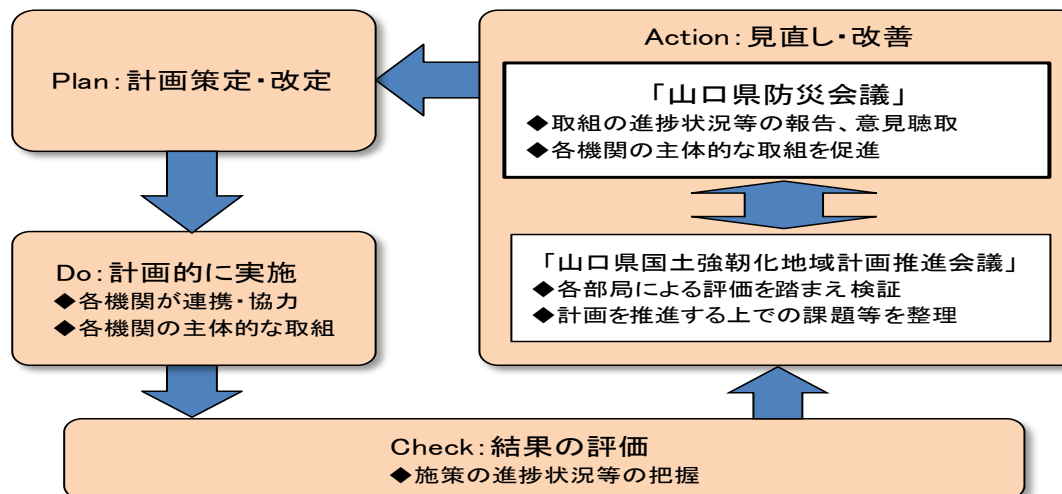 Plan:計画策定・改定
Do:計画的に実施
◆各機関が連携・協力
◆各機関の主体的な取組
Check:結果の評価
◆施策の進捗状況等の把握
Action:見直し・改善
「山口県防災会議」
◆取組の進捗状況等の報告、意見聴取
◆各機関の主体的な取組を促進
「山口県国土強靭化地域計画推進会議」
◆各部局による評価を踏まえ検証
◆計画を推進する上での課題等を整理